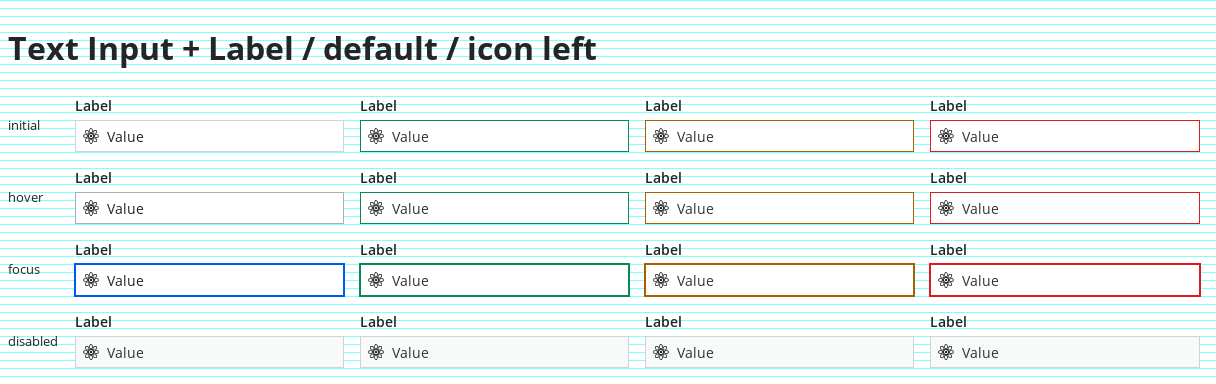 Text Input + Label / default / icon left
Label Label Label Label
initial Value Value Value Value
Label Label Label Label
hover Value Value Value Value
Label Label Label Label
focus Value Value Value Value
Label Label Label Label
disabled Value Value Value Value